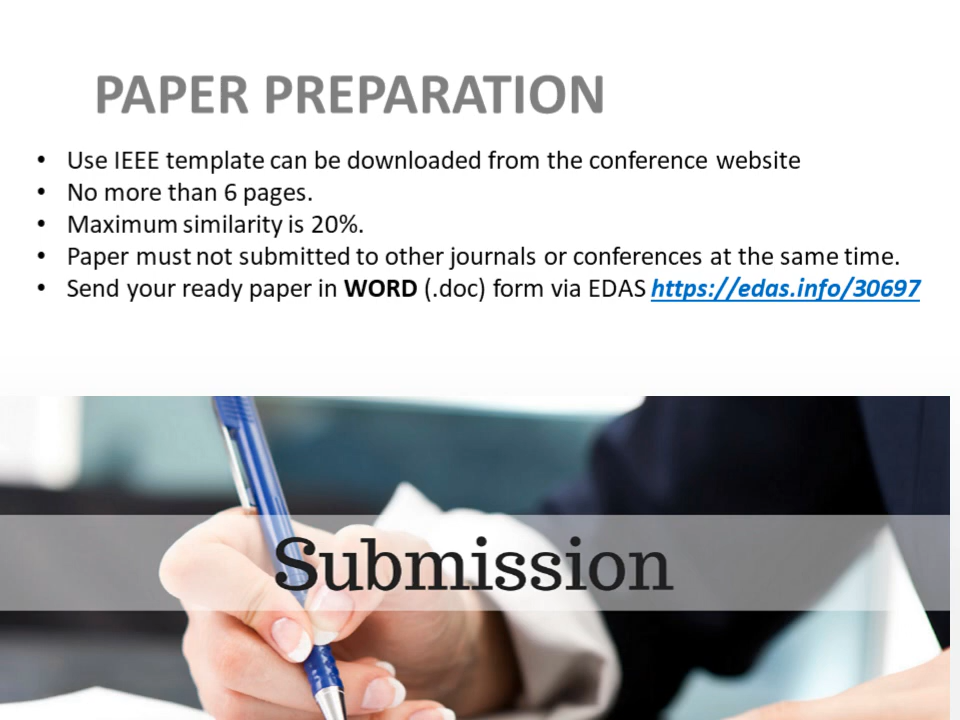 PAPER PREPARATION
• Use IEEE template can be downloaded from the conference website
• No more than 6 pages.
• Maximum similarity is 20%.
• Paper must not submitted to other journals or conferences at the same time.
• Send your ready paper in WORD (.doc) form via EDAS https://edas.info/30697
Submission